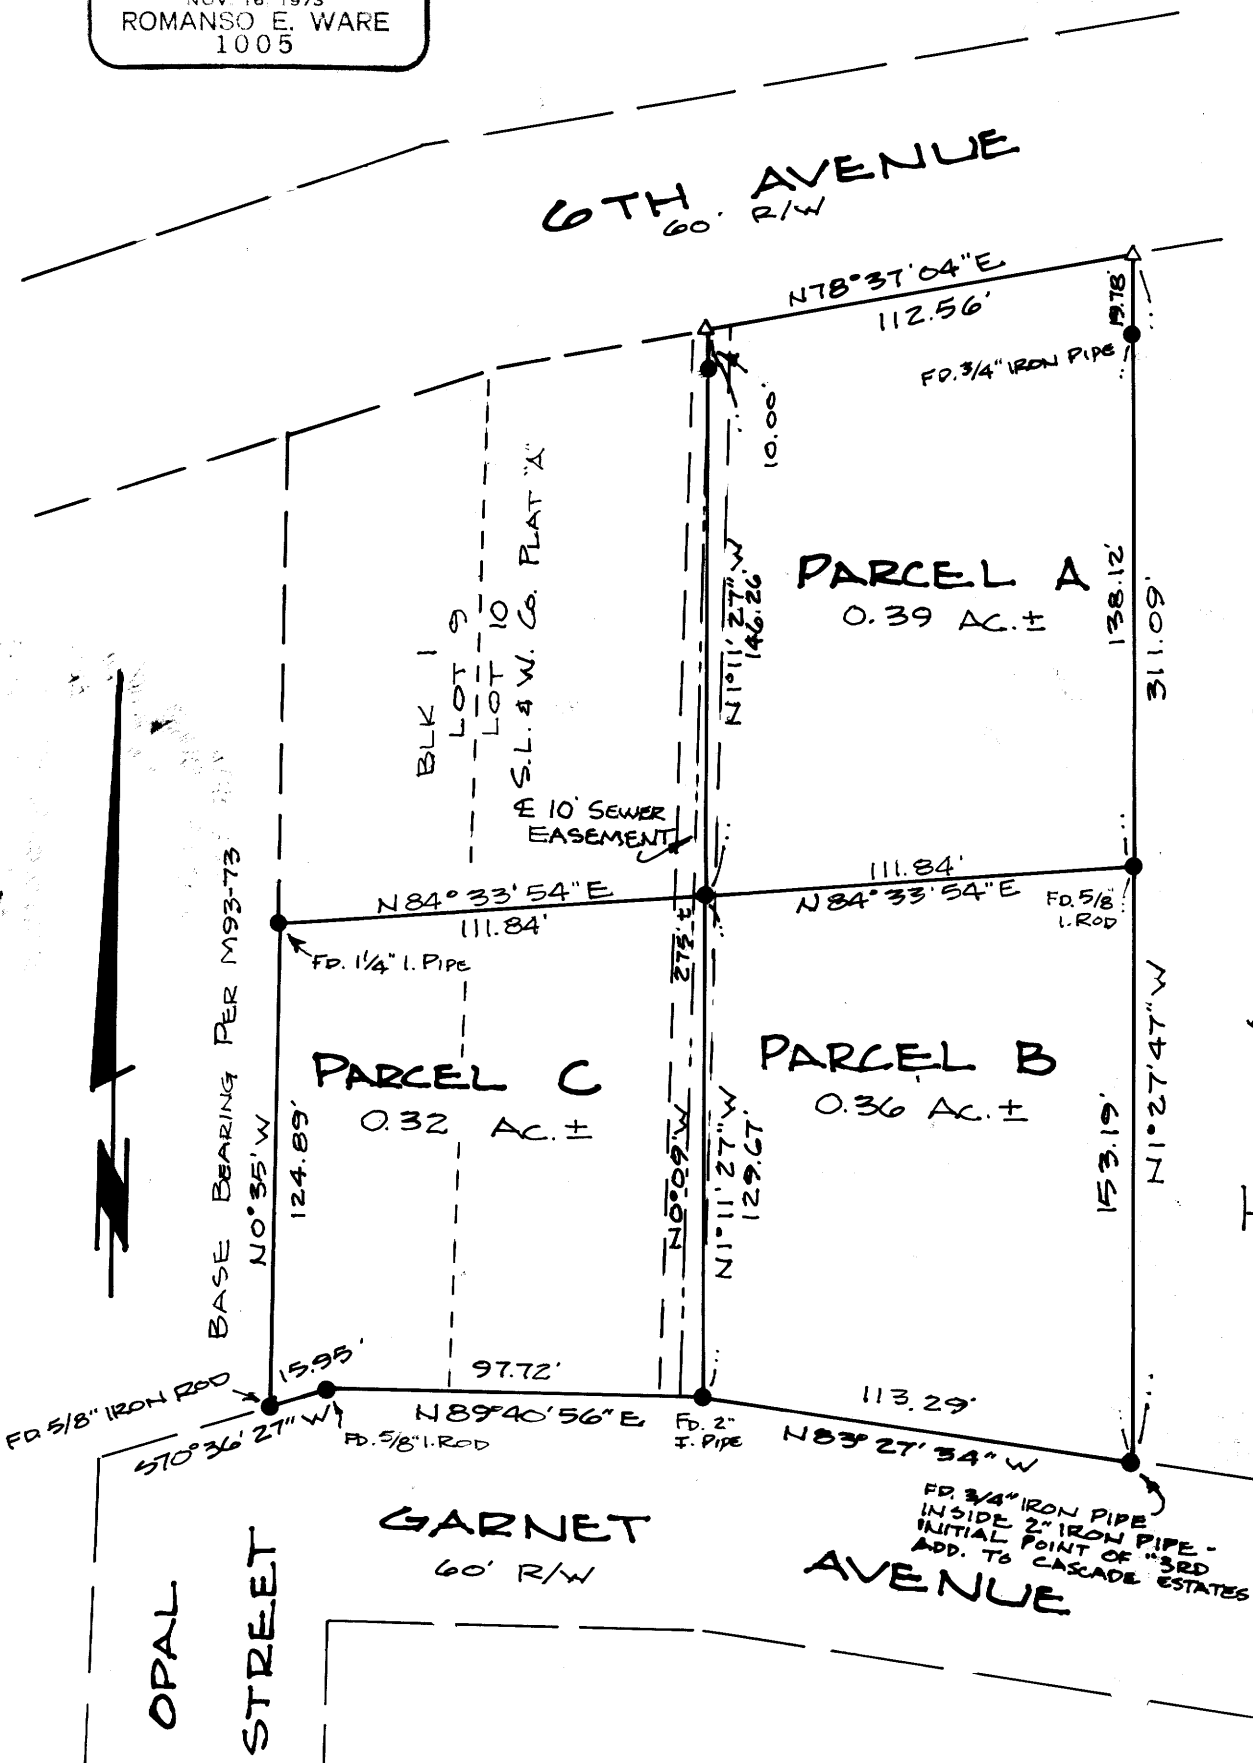 NOV. 16 1973
ROMANSO E. WARE
1005
6TH AVENUE
60' R/W
N78°37'04"E
112.56'
19.78'
FD. 3/4" IRON PIPE
10.00'
PARCEL A
0.39 AC.±
138.12'
311.09'
N1°11'27"W
146.26'
BLK 1
LOT 9
LOT 10
S.L. & W. Co. PLAT "A"
℄ 10' SEWER
EASEMENT
N84°33'54"E
111.84'
111.84'
N84°33'54"E
FD. 5/8"
I. ROD
FD. 1 1/4" I. PIPE
275'±
BASE BEARING PER M93-73
PARCEL C
0.32 AC.±
PARCEL B
0.36 AC.±
N0°35'W
124.89'
N0°09'W
N1°11'27"W
129.67'
153.19'
N1°27'47"W
15.95'
97.72'
113.29'
FD. 5/8" IRON ROD
S70°36'27"W
FD. 5/8" I. ROD
N89°40'56"E
FD. 2"
I. PIPE
N83°27'34"W
FD. 3/4" IRON PIPE
INSIDE 2" IRON PIPE -
INITIAL POINT OF "3RD
ADD. TO CASCADE ESTATES
GARNET
60' R/W
AVENUE
OPAL
STREET